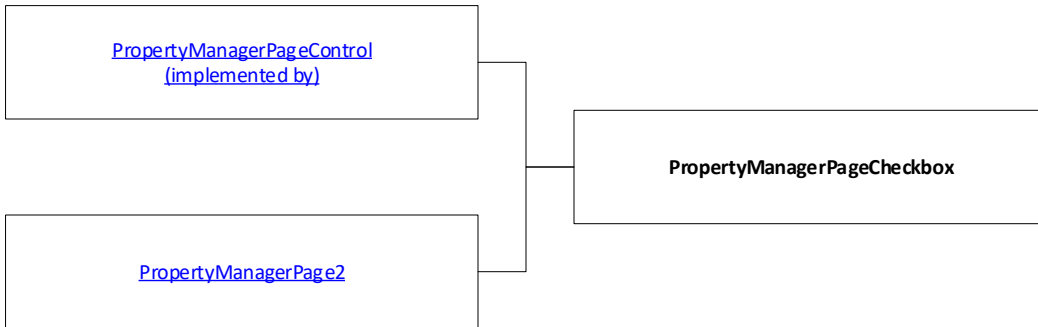 PropertyManagerPageControl
(implemented by)
PropertyManagerPageCheckbox
PropertyManagerPage2